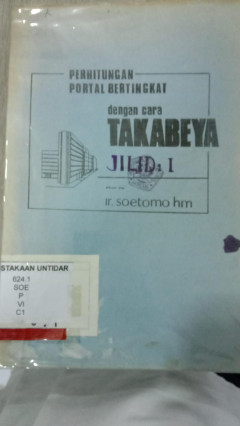 PERHITUNGAN
PORTAL BERTINGKAT
dengan cara
TAKABEYA
JILID: I
ir. soetomo hm
STAKAAN UNTIDAR
624.1
SOE
P
VI
C1